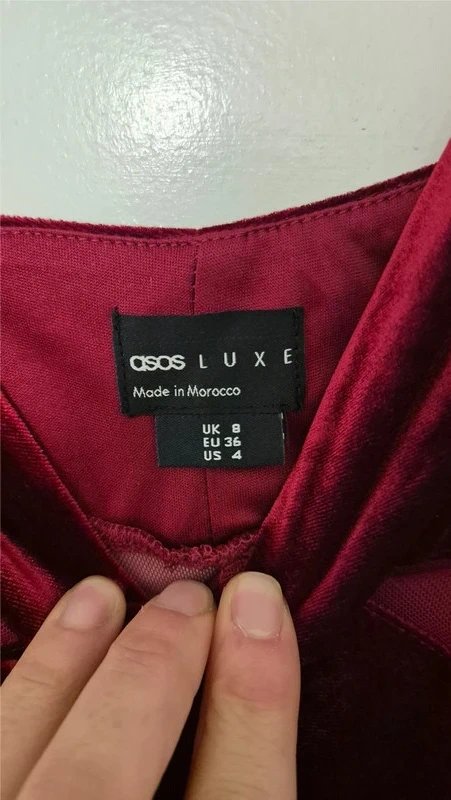 asos LUXE
Made in Morocco
UK 8
EU 36
US 4